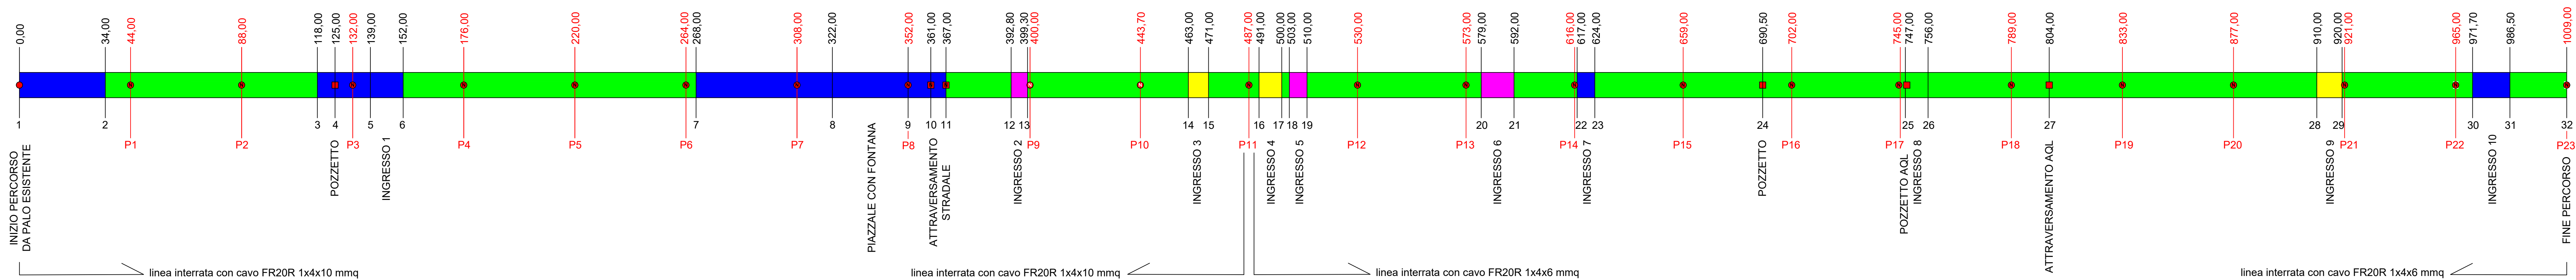 0,00
34,00
44,00
88,00
118,00
125,00
132,00
139,00
152,00
176,00
220,00
264,00
268,00
308,00
322,00
352,00
361,00
367,00
392,80
399,30
400,00
443,70
463,00
471,00
487,00
491,00
500,00
503,00
510,00
530,00
573,00
579,00
592,00
616,00
617,00
624,00
659,00
690,50
702,00
745,00
747,00
756,00
789,00
804,00
833,00
877,00
910,00
920,00
921,00
965,00
971,70
986,50
1009,00
1
2
3
4
5
6
7
8
9
10
11
12
13
14
15
16
17
18
19
20
21
22
23
24
25
26
27
28
29
30
31
32
P1
P2
P3
P4
P5
P6
P7
P8
P9
P10
P11
P12
P13
P14
P15
P16
P17
P18
P19
P20
P21
P22
P23
INIZIO PERCORSO
DA PALO ESISTENTE
POZZETTO
INGRESSO 1
PIAZZALE CON FONTANA
ATTRAVERSAMENTO
STRADALE
INGRESSO 2
INGRESSO 3
INGRESSO 4
INGRESSO 5
INGRESSO 6
INGRESSO 7
POZZETTO
POZZETTO AQL
INGRESSO 8
ATTRAVERSAMENTO AQL
INGRESSO 9
INGRESSO 10
FINE PERCORSO
linea interrata con cavo FR20R 1x4x10 mmq
linea interrata con cavo FR20R 1x4x10 mmq
linea interrata con cavo FR20R 1x4x6 mmq
linea interrata con cavo FR20R 1x4x6 mmq